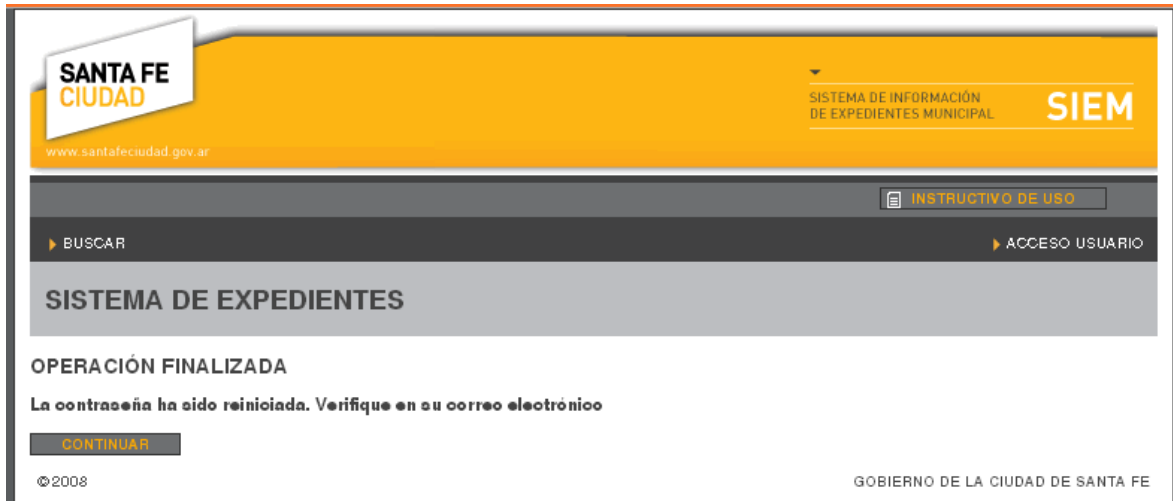 SANTA FE
CIUDAD
www.santafeciudad.gov.ar
SISTEMA DE INFORMACIÓN
DE EXPEDIENTES MUNICIPAL
SIEM
INSTRUCTIVO DE USO
BUSCAR
ACCESO USUARIO
SISTEMA DE EXPEDIENTES
OPERACIÓN FINALIZADA
La contraseña ha sido reiniciada. Verifique en su correo electrónico
CONTINUAR
©2008
GOBIERNO DE LA CIUDAD DE SANTA FE